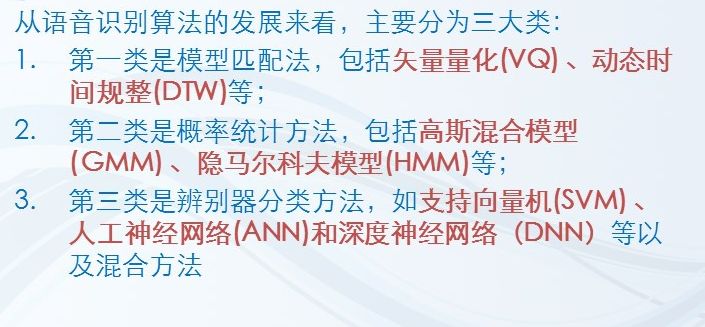 从语音识别算法的发展来看，主要分为三大类：
1. 第一类是模型匹配法，包括矢量量化(VQ) 、动态时
间规整(DTW)等；
2. 第二类是概率统计方法，包括高斯混合模型
(GMM) 、 隐马尔科夫模型(HMM)等；
3. 第三类是辨别器分类方法，如支持向量机(SVM) 、
人工神经网络(ANN)和深度神经网络（DNN）等以
及混合方法